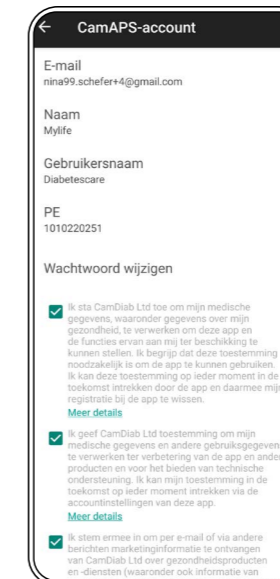 CamAPS-account
E-mail
nina99.schefer+4@gmail.com
Naam
Mylife
Gebruikersnaam
Diabetescare
PE
1010220251
Wachtwoord wijzigen
Ik sta CamDiab Ltd toe om mijn medische
gegevens, waaronder gegevens over mijn
gezondheid, te verwerken om deze app en
de functies ervan aan mij ter beschikking te
kunnen stellen. Ik begrijp dat deze toestemming
noodzakelijk is om de app te kunnen gebruiken.
Ik kan deze toestemming op ieder moment in de
toekomst intrekken door de app en daarmee mijn
registratie bij de app te wissen.
Meer details
Ik geef CamDiab Ltd toestemming om mijn
medische gegevens en andere gebruiksgegevens
te verwerken ter verbetering van de app en ander
producten en voor het bieden van technische
ondersteuning. Ik kan mijn toestemming in de
toekomst op ieder moment intrekken via de
accountinstellingen van deze app.
Meer details
Ik stem ermee in om per e-mail of via andere
berichten marketinginformatie te ontvangen
van CamDiab Ltd over gezondheidsproducten
en -diensten (waaronder ook informatie van